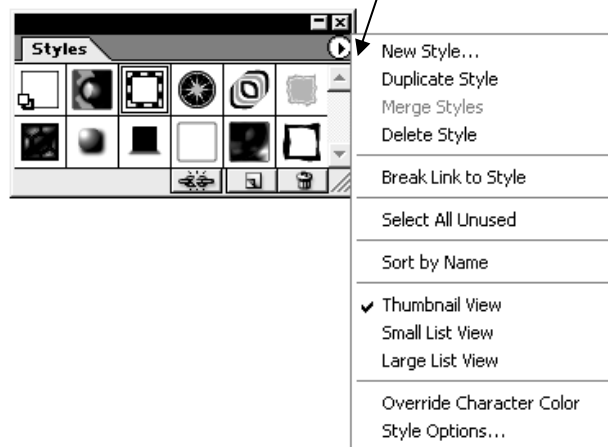 Styles
New Style...
Duplicate Style
Merge Styles
Delete Style
Break Link to Style
Select All Unused
Sort by Name
Thumbnail View
Small List View
Large List View
Override Character Color
Style Options...